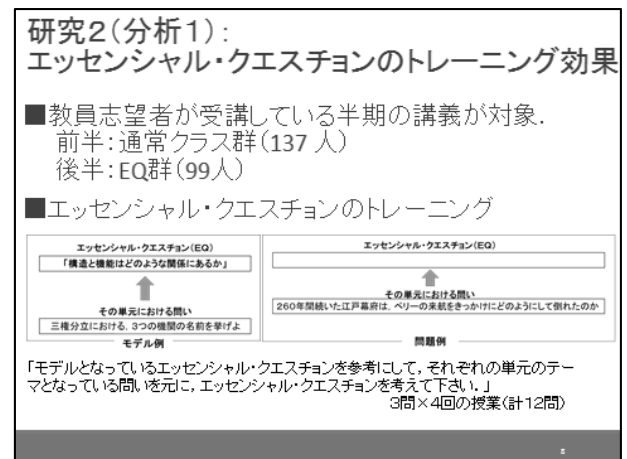 研究２（分析１）：
エッセンシャル・クエスチョンのトレーニング効果
■教員志望者が受講している半期の講義が対象．
前半：通常クラス群（137 人）
後半：EQ群（99人）
■エッセンシャル・クエスチョンのトレーニング
エッセンシャル・クエスチョン（EQ）
「構造と機能はどのような関係にあるか」
その単元における問い
三権分立における、3つの機関の名前を挙げよ
モデル例
エッセンシャル・クエスチョン（EQ）
その単元における問い
260年間続いた江戸幕府は、ペリーの来航をきっかけにどのようにして倒れたのか
問題例
「モデルとなっているエッセンシャル・クエスチョンを参考にして，それぞれの単元のテー
マとなっている問いを元に，エッセンシャル・クエスチョンを考えて下さい．」
3問×4回の授業（計12問）